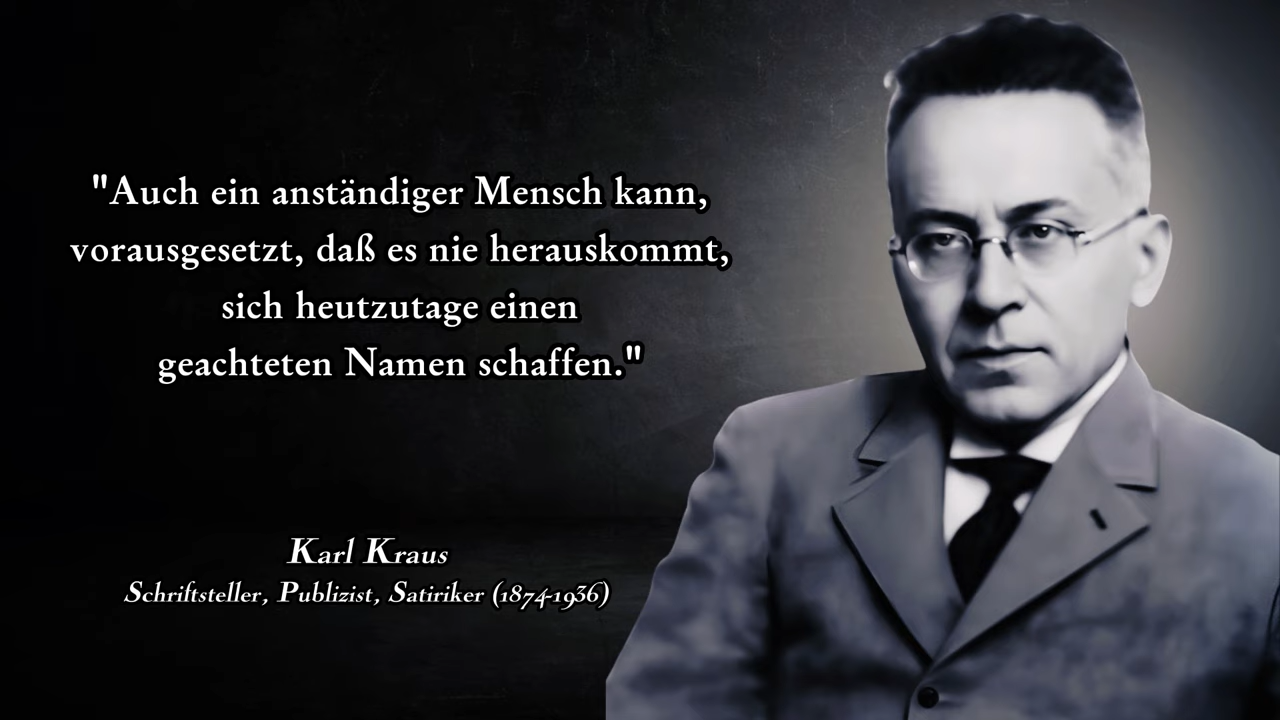 "Auch ein anständiger Mensch kann,
vorausgesetzt, daß es nie herauskommt,
sich heutzutage einen
geachteten Namen schaffen."
Karl Kraus
Schriftsteller, Publizist, Satiriker (1874-1936)